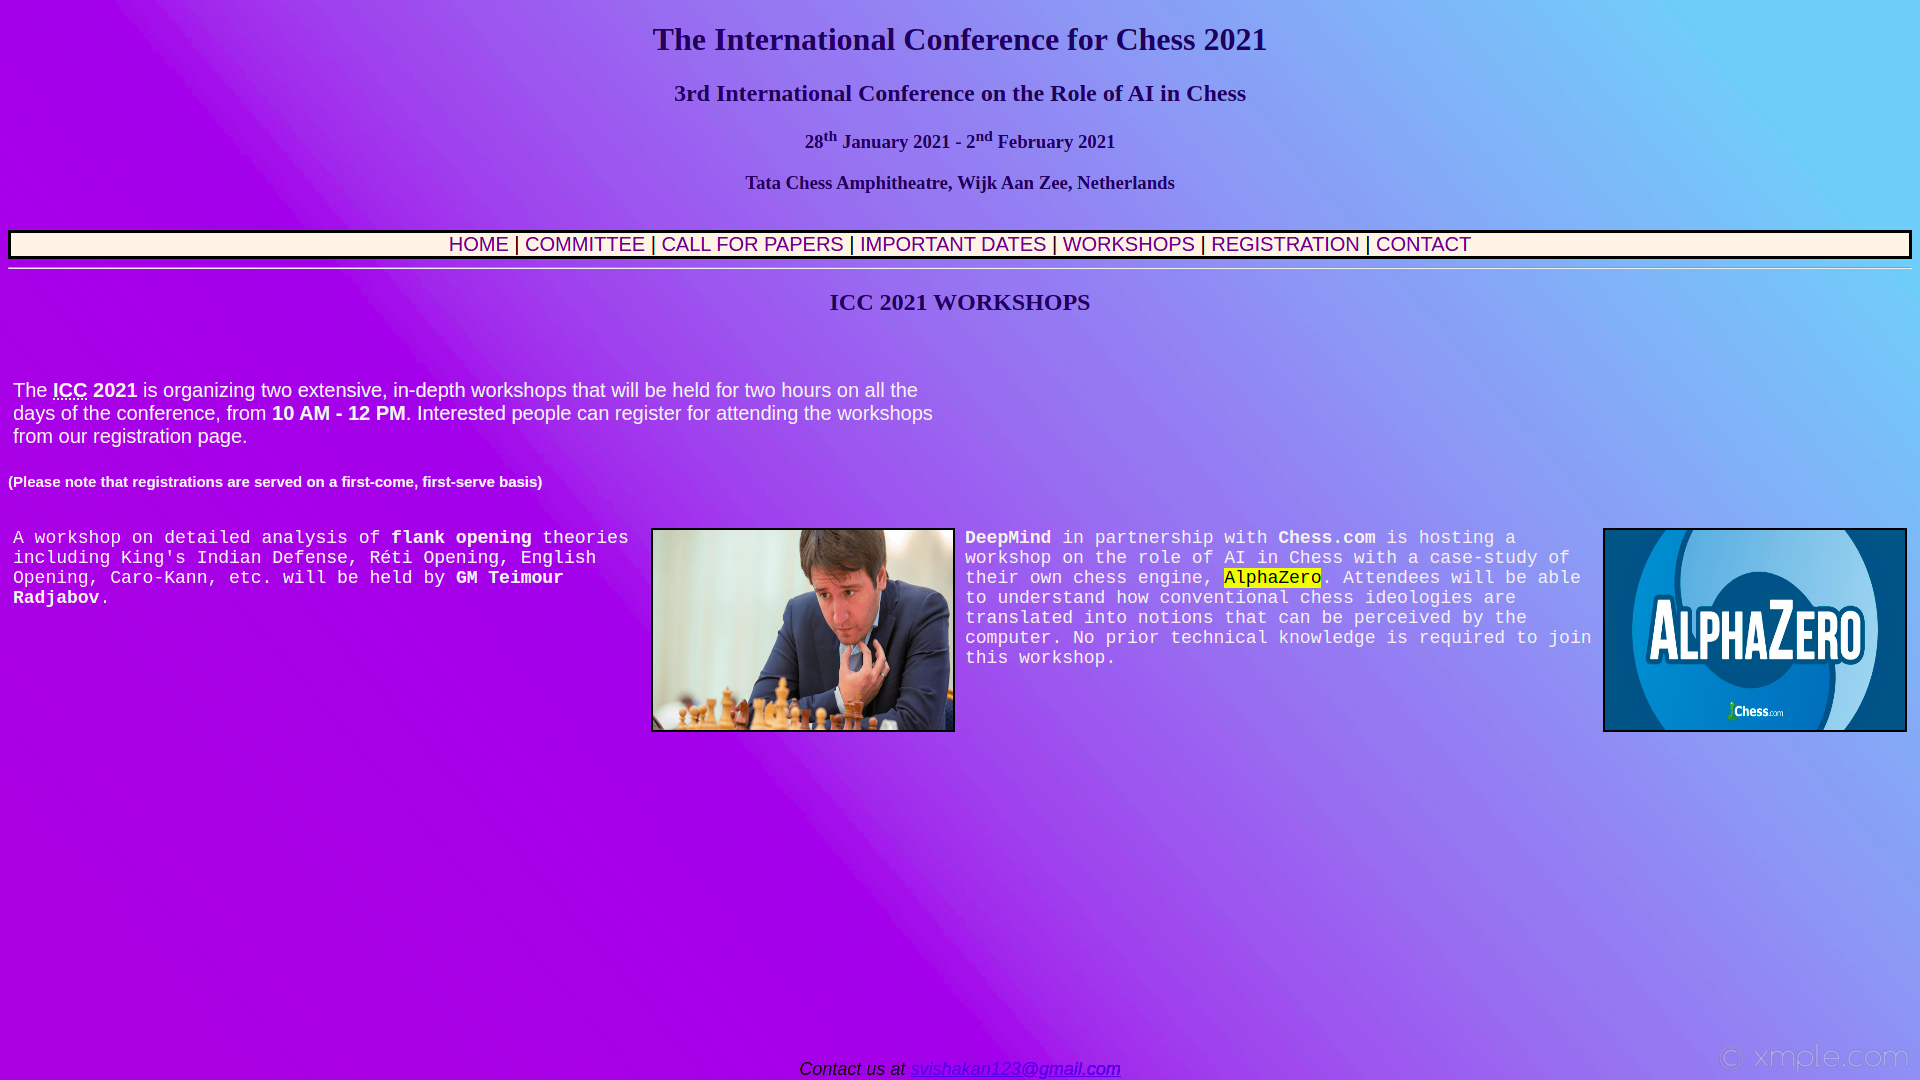 The International Conference for Chess 2021
3rd International Conference on the Role of AI in Chess
28th January 2021 - 2nd February 2021
Tata Chess Amphitheatre, Wijk Aan Zee, Netherlands
HOME | COMMITTEE | CALL FOR PAPERS | IMPORTANT DATES | WORKSHOPS | REGISTRATION | CONTACT
ICC 2021 WORKSHOPS
The ICC 2021 is organizing two extensive, in-depth workshops that will be held for two hours on all the
days of the conference, from 10 AM - 12 PM. Interested people can register for attending the workshops
from our registration page.
(Please note that registrations are served on a first-come, first-serve basis)
A workshop on detailed analysis of flank opening theories
including King's Indian Defense, Réti Opening, English
Opening, Caro-Kann, etc. will be held by GM Teimour
Radjabov.
DeepMind in partnership with Chess.com is hosting a
workshop on the role of AI in Chess with a case-study of
their own chess engine, AlphaZero. Attendees will be able
to understand how conventional chess ideologies are
translated into notions that can be perceived by the
computer. No prior technical knowledge is required to join
this workshop.
ALPHAZERO
Chess.com
Contact us at svishakan123@gmail.com
© xmple.com